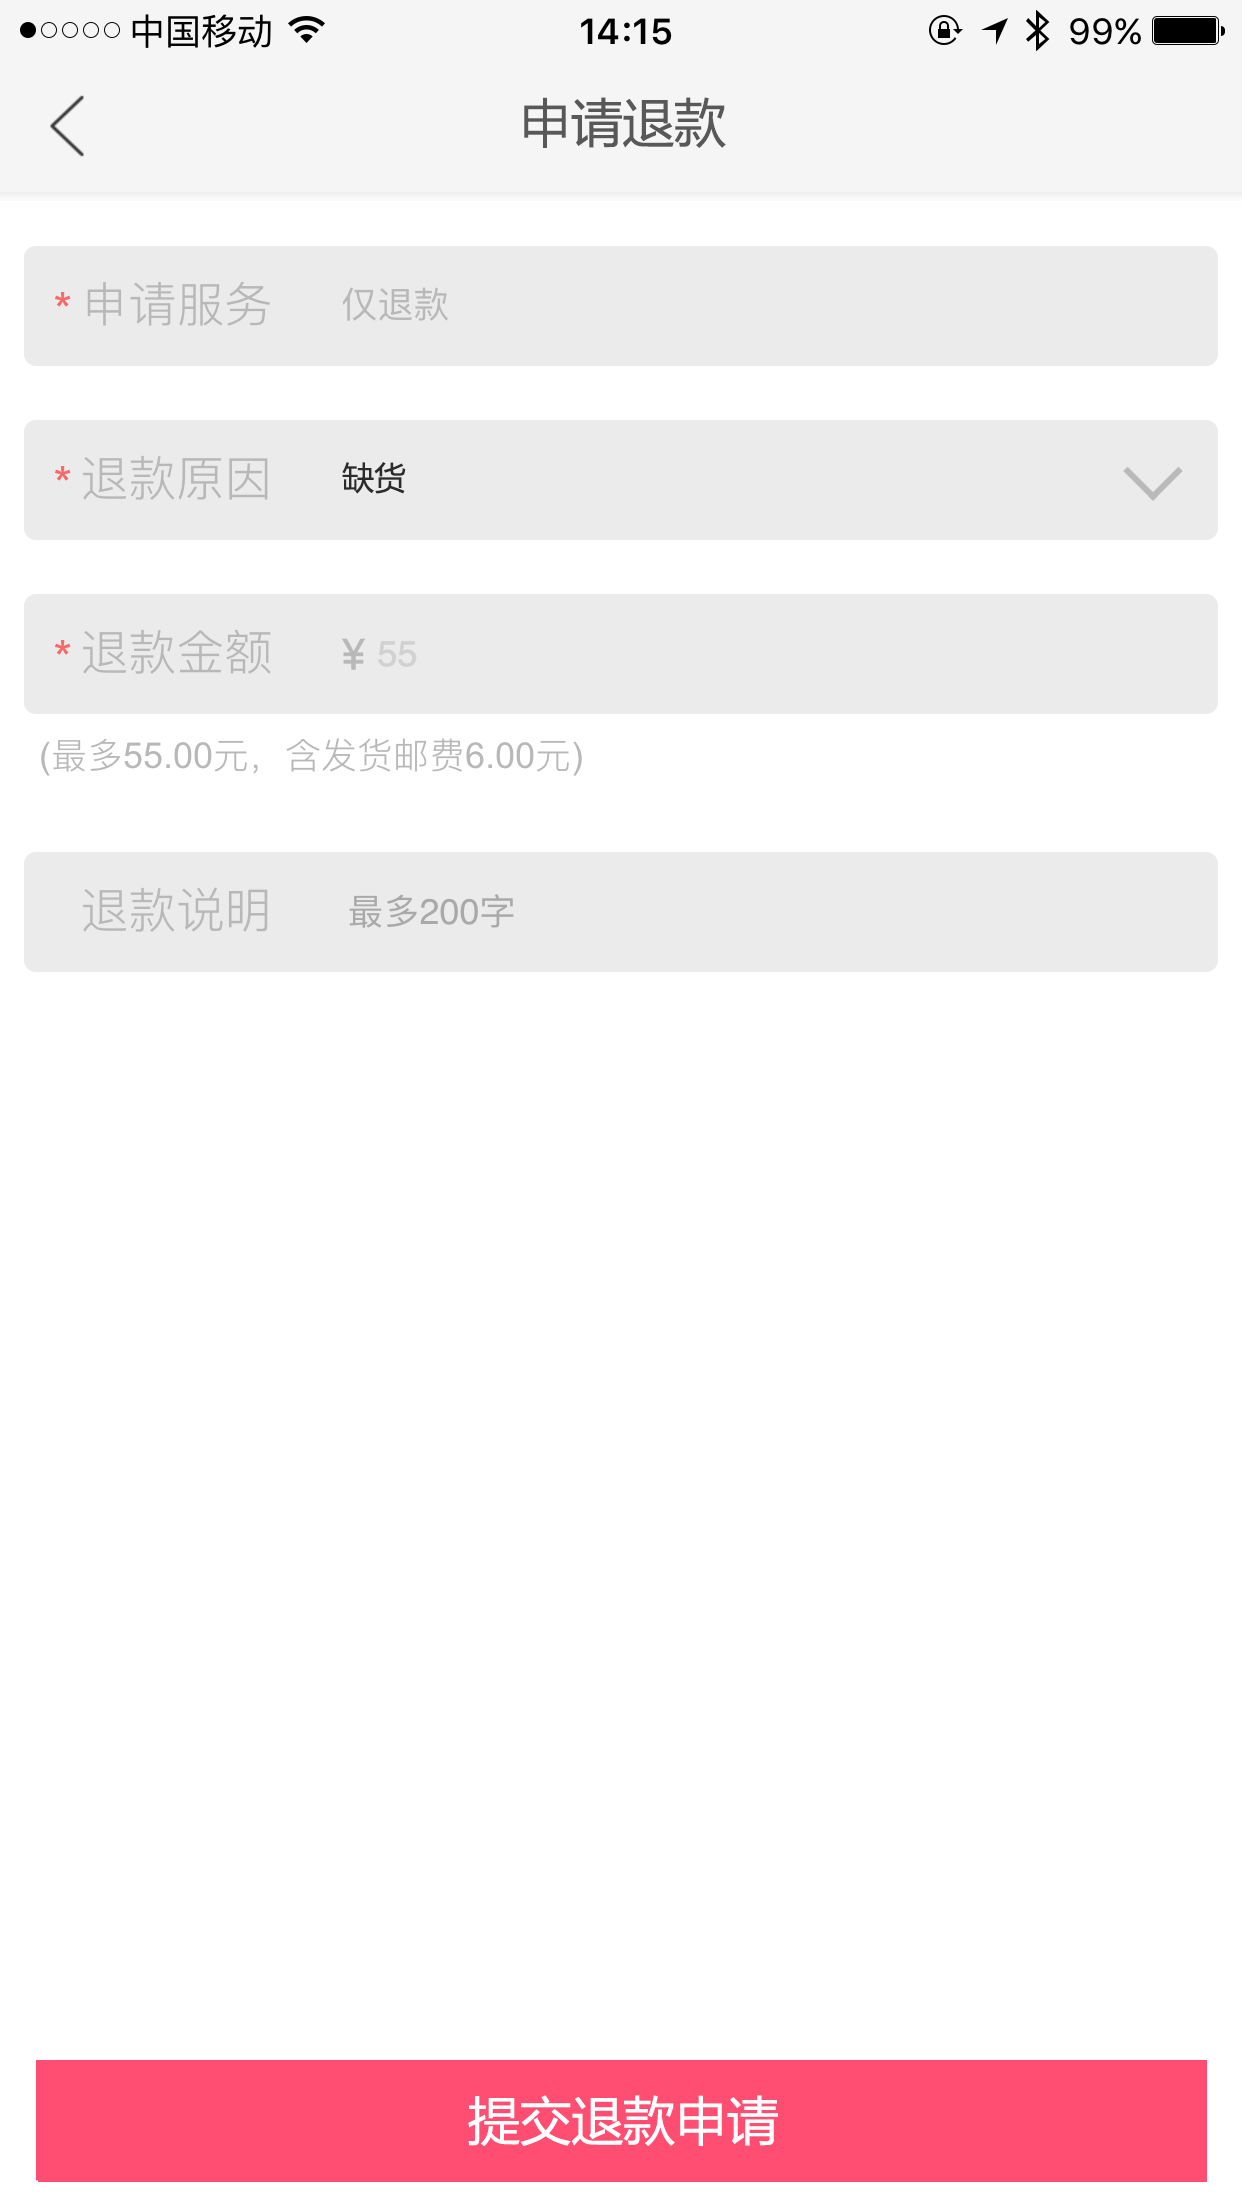 中国移动 14:15 99%
申请退款
* 申请服务 仅退款
* 退款原因 缺货
* 退款金额 ¥ 55
(最多55.00元，含发货邮费6.00元)
退款说明 最多200字
提交退款申请